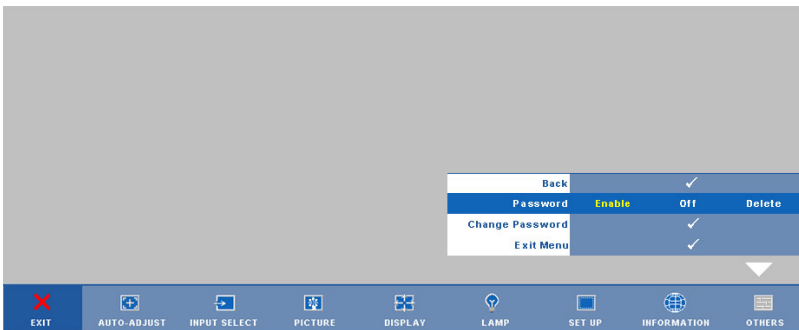 Back
Password Enable Off Delete
Change Password
Exit Menu
EXIT AUTO-ADJUST INPUT SELECT PICTURE DISPLAY LAMP SET UP INFORMATION OTHERS